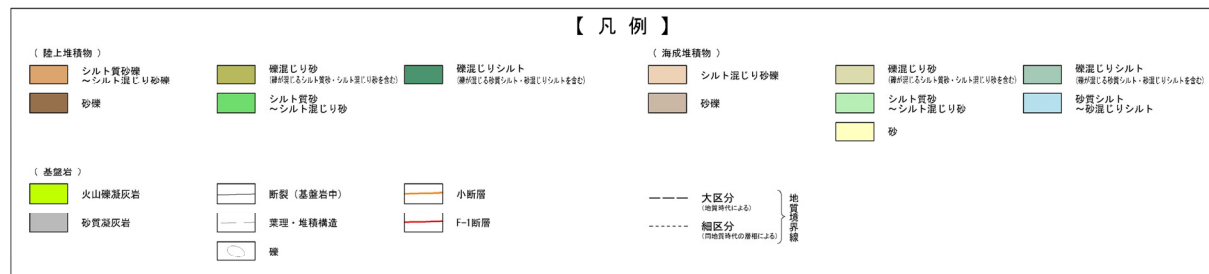 【 凡 例 】
( 陸上堆積物 )
シルト質砂礫
～シルト混じり砂礫
礫混じり砂
(礫が混じるシルト質砂・シルト混じり砂を含む)
礫混じりシルト
(礫が混じる砂質シルト・砂混じりシルトを含む)
砂礫
シルト質砂
～シルト混じり砂
( 海成堆積物 )
シルト混じり砂礫
礫混じり砂
(礫が混じるシルト質砂・シルト混じり砂を含む)
礫混じりシルト
(礫が混じる砂質シルト・砂混じりシルトを含む)
砂礫
シルト質砂
～シルト混じり砂
砂質シルト
～砂混じりシルト
砂
( 基盤岩 )
火山礫凝灰岩
断裂(基盤岩中)
小断層
砂質凝灰岩
葉理・堆積構造
F-1断層
礫
大区分
(地質時代による)
細区分
(同地質時代の層相による)
地質境界線